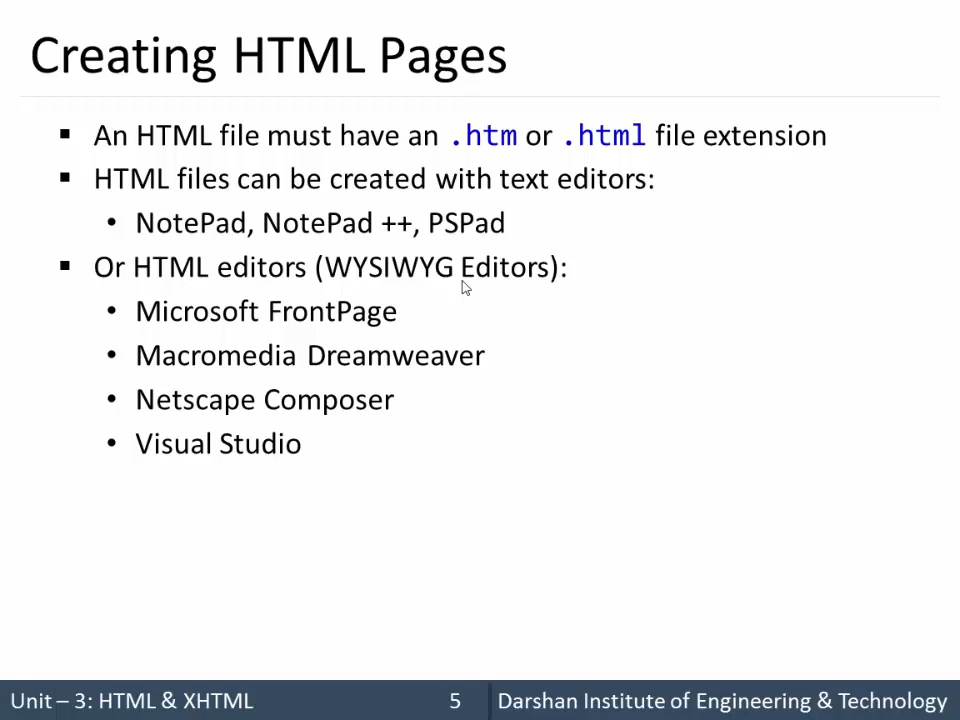 Creating HTML Pages
▪ An HTML file must have an .htm or .html file extension
▪ HTML files can be created with text editors:
• NotePad, NotePad ++, PSPad
▪ Or HTML editors (WYSIWYG Editors):
• Microsoft FrontPage
• Macromedia Dreamweaver
• Netscape Composer
• Visual Studio
Unit – 3: HTML & XHTML 5 Darshan Institute of Engineering & Technology